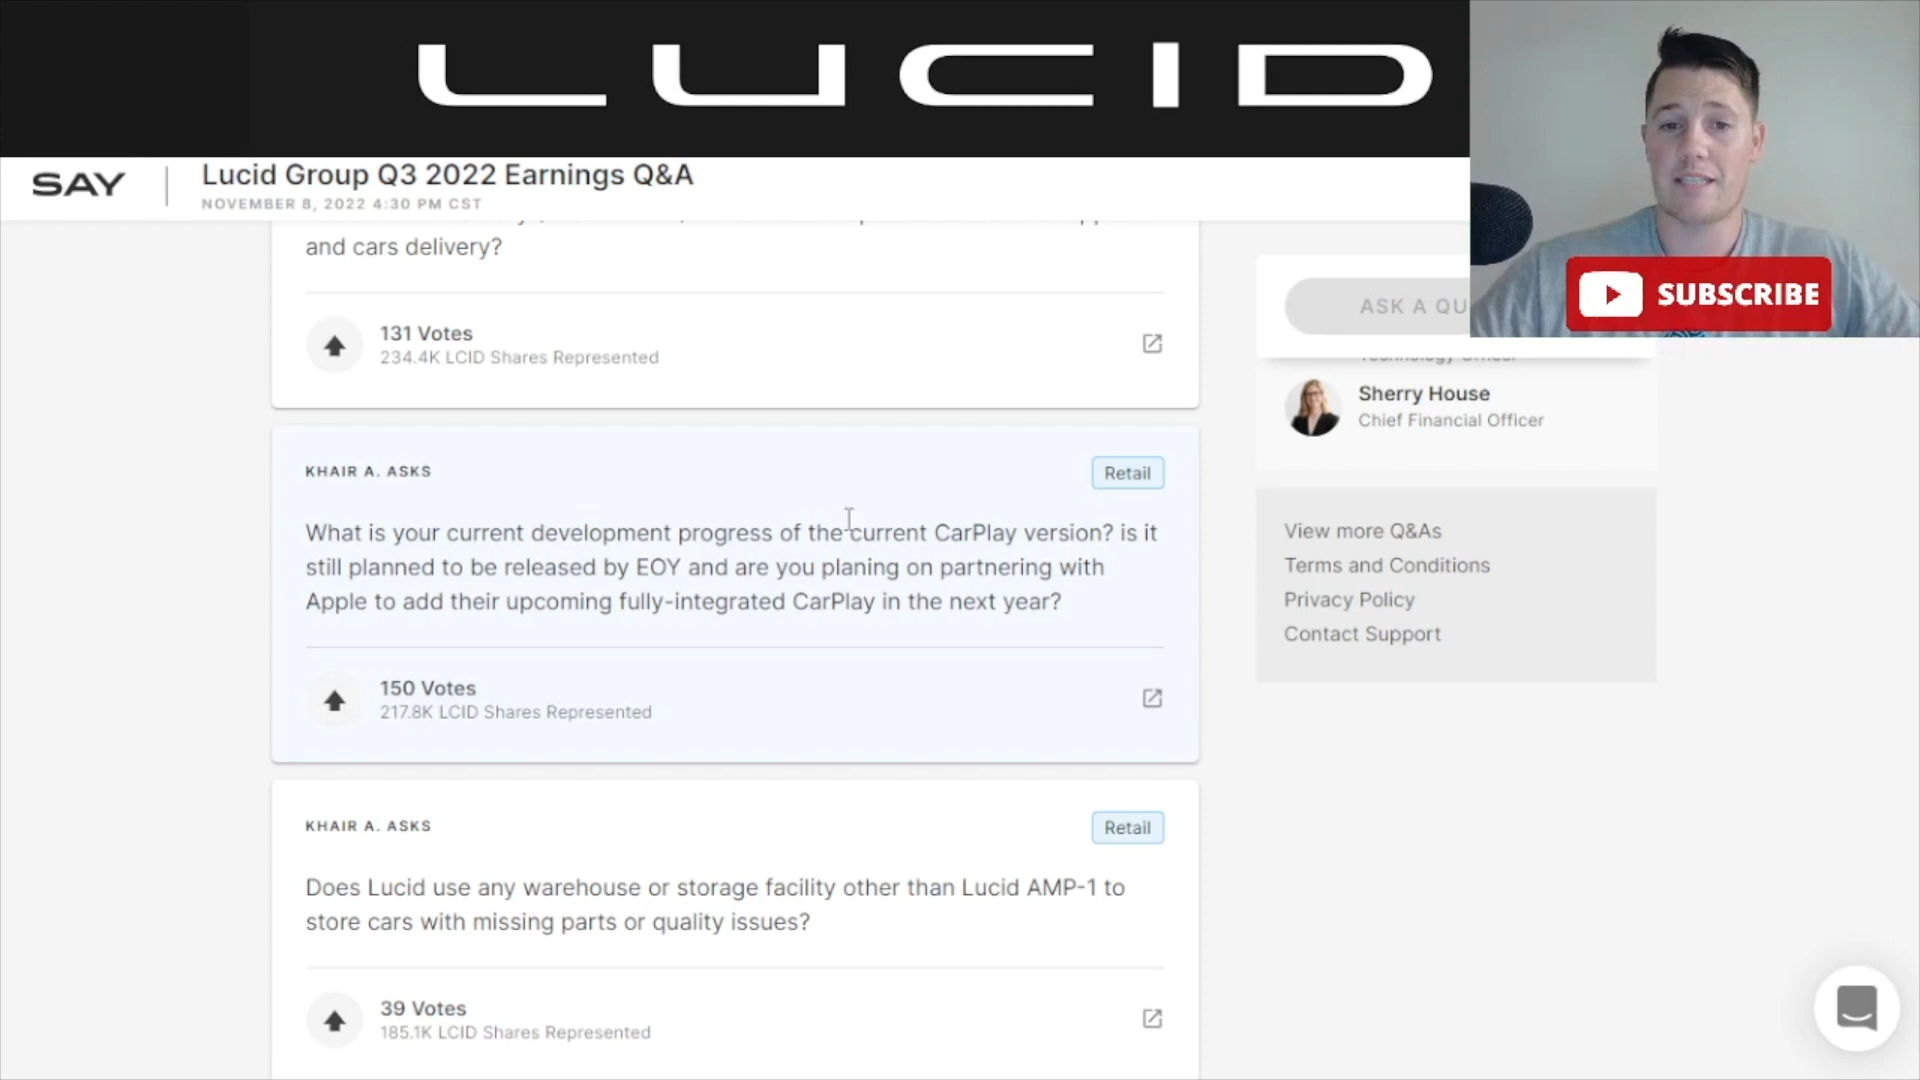 LUCID
SAY
Lucid Group Q3 2022 Earnings Q&A
NOVEMBER 8, 2022 4:30 PM CST
and cars delivery?
131 Votes
234.4K LCID Shares Represented
KHAIR A. ASKS
Retail
What is your current development progress of the current CarPlay version? is it
still planned to be released by EOY and are you planing on partnering with
Apple to add their upcoming fully-integrated CarPlay in the next year?
150 Votes
217.8K LCID Shares Represented
KHAIR A. ASKS
Retail
Does Lucid use any warehouse or storage facility other than Lucid AMP-1 to
store cars with missing parts or quality issues?
39 Votes
185.1K LCID Shares Represented
ASK A QU
SUBSCRIBE
Technology Officer
Sherry House
Chief Financial Officer
View more Q&As
Terms and Conditions
Privacy Policy
Contact Support